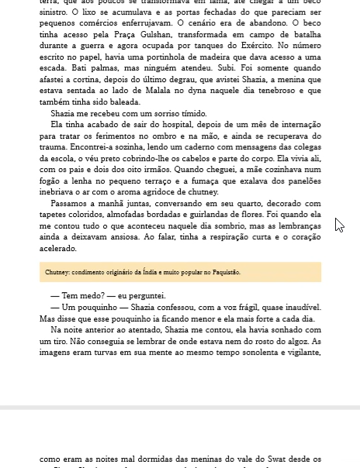 terra, que aos poucos se transformava em lama, até chegar a um beco
sinistro. O lixo se acumulava e as portas fechadas do que pareciam ser
pequenos comércios enferrujavam. O cenário era de abandono. O beco
tinha acesso pela Praça Gulshan, transformada em campo de batalha
durante a guerra e agora ocupada por tanques do Exército. No número
escrito no papel, havia uma portinhola de madeira que dava acesso a uma
escada. Bati palmas, mas ninguém atendeu. Subi. Foi somente quando
afastei a cortina, depois do último degrau, que avistei Shazia, a menina que
estava sentada ao lado de Malala no dyna naquele dia tenebroso e que
também tinha sido baleada.
Shazia me recebeu com um sorriso tímido.
Ela tinha acabado de sair do hospital, depois de um mês de internação
para tratar os ferimentos no ombro e na mão, e ainda se recuperava do
trauma. Encontrei-a sozinha, lendo um caderno com mensagens das colegas
da escola, o véu preto cobrindo-lhe os cabelos e parte do corpo. Ela vivia ali,
com os pais e dois dos oito irmãos. Quando cheguei, a mãe cozinhava num
fogão a lenha no pequeno terraço e a fumaça que exalava dos panelões
inebriava o ar com o aroma agridoce de chutney.
Passamos a manhã juntas, conversando em seu quarto, decorado com
tapetes coloridos, almofadas bordadas e guirlandas de flores. Foi quando ela
me contou tudo o que aconteceu naquele dia sombrio, mas as lembranças
ainda a deixavam ansiosa. Ao falar, tinha a respiração curta e o coração
acelerado.
Chutney: condimento originário da Índia e muito popular no Paquistão.
— Tem medo? — eu perguntei.
— Um pouquinho — Shazia confessou, com a voz frágil, quase inaudível.
Mas disse que esse pouquinho ia ficando menor e ela mais forte a cada dia.
Na noite anterior ao atentado, Shazia me contou, ela havia sonhado com
um tiro. Não conseguia se lembrar de onde estava nem do rosto do algoz. As
imagens eram turvas em sua mente ao mesmo tempo sonolenta e vigilante,
como eram as noites mal dormidas das meninas do vale do Swat desde os